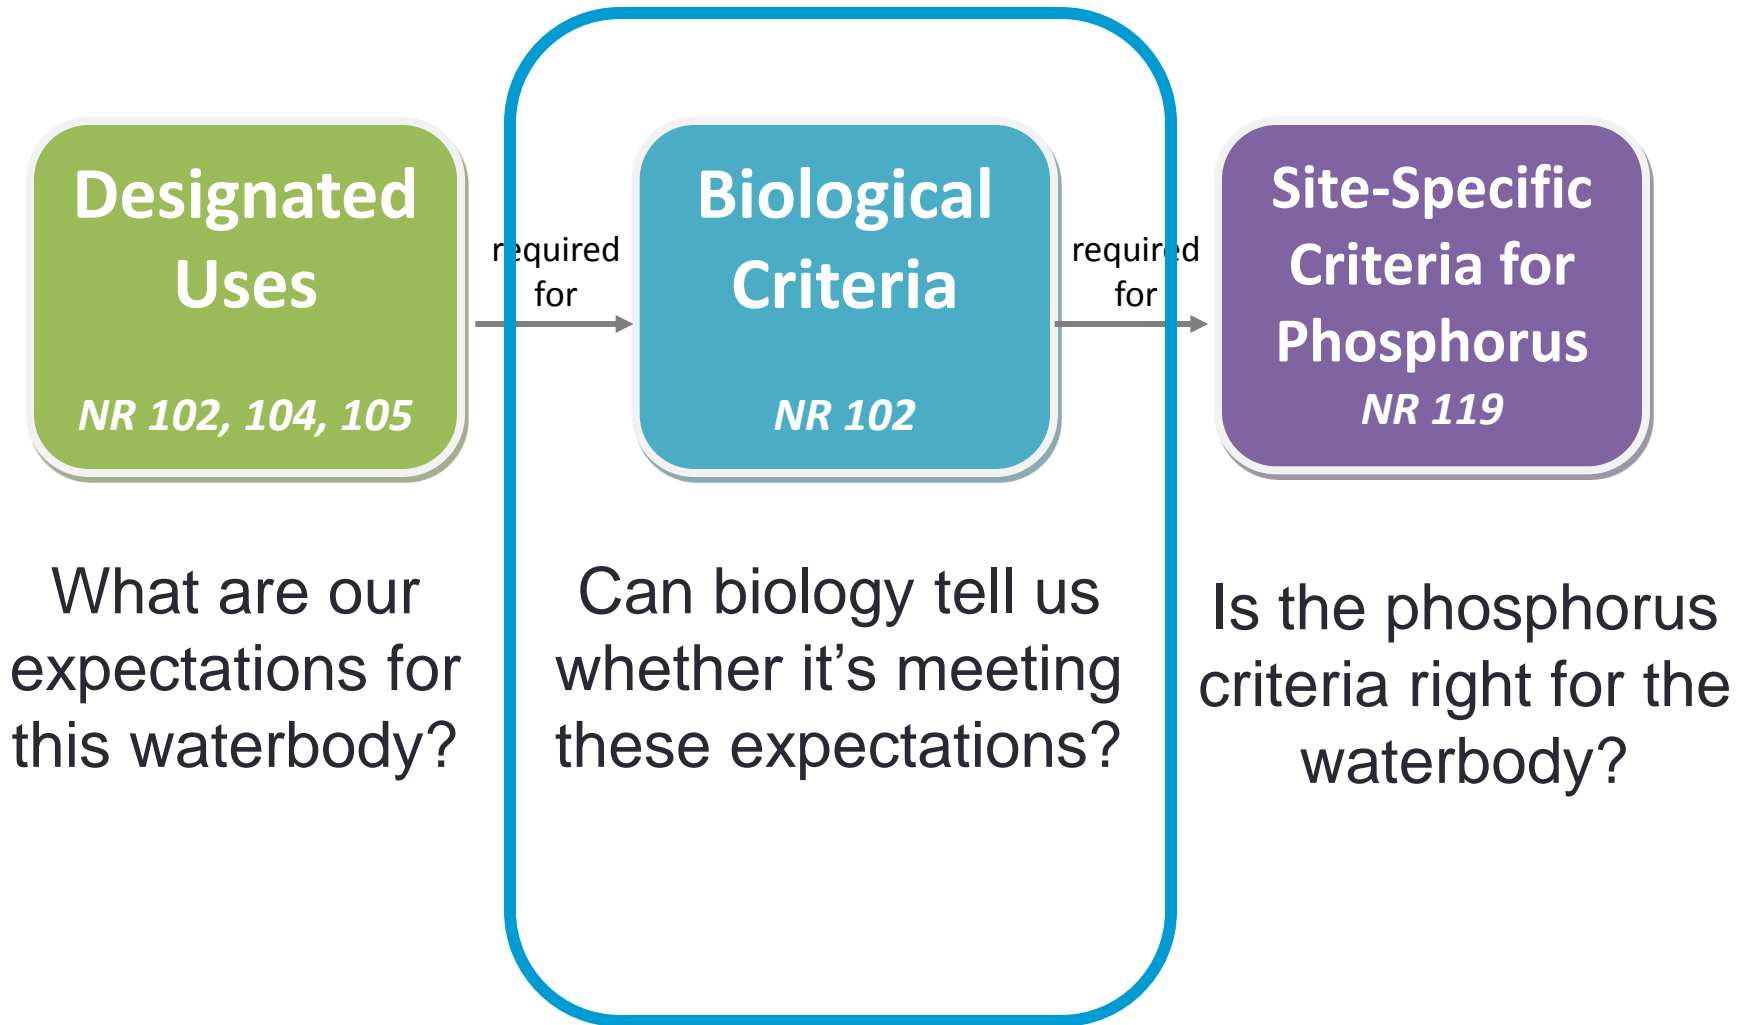 Designated
Uses
NR 102, 104, 105
required
for
Biological
Criteria
NR 102
required
for
Site-Specific
Criteria for
Phosphorus
NR 119
What are our
expectations for
this waterbody?
Can biology tell us
whether it’s meeting
these expectations?
Is the phosphorus
criteria right for the
waterbody?